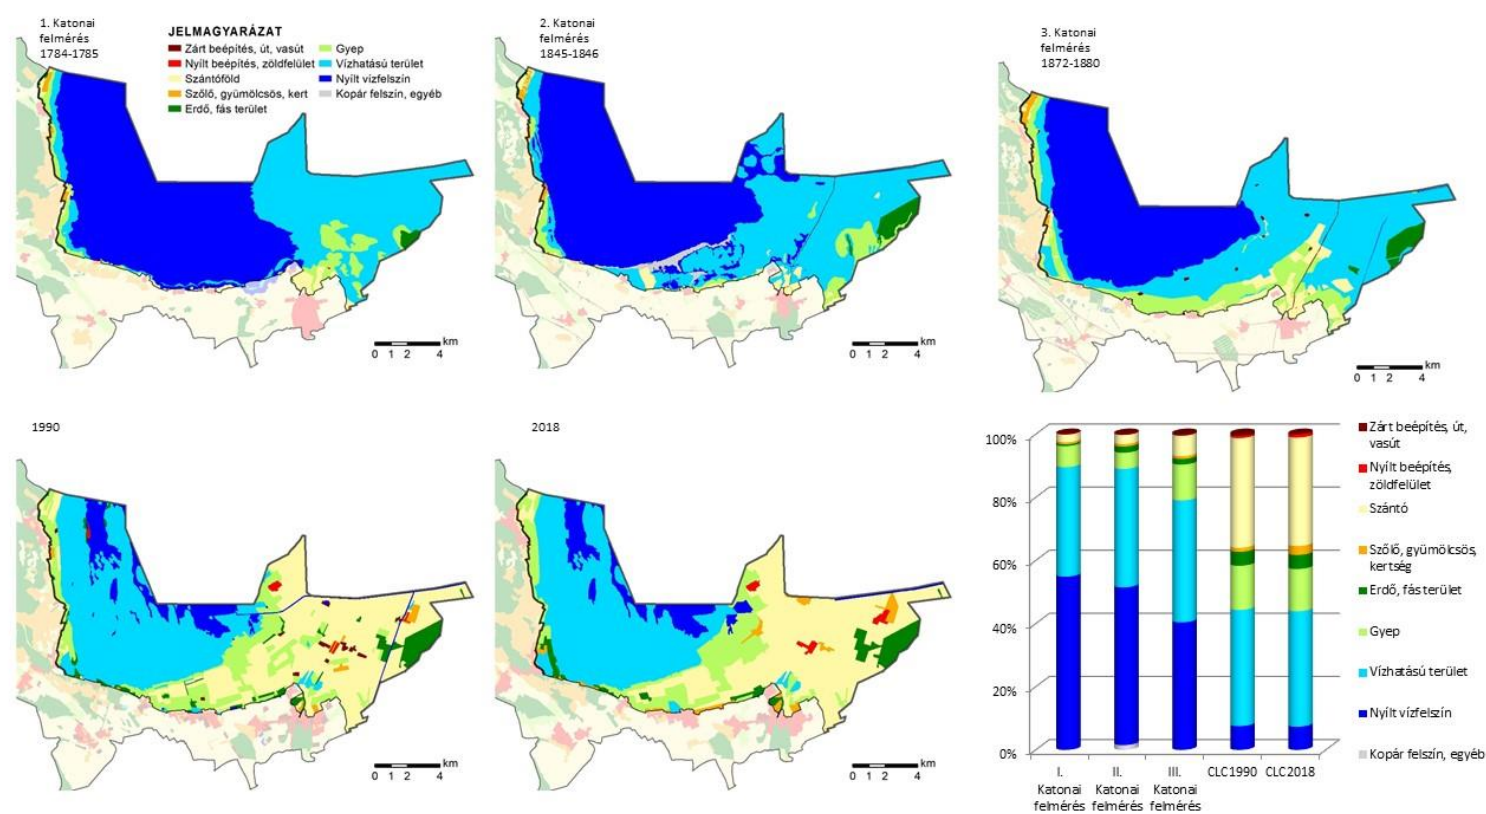 1. Katonai
felmérés
1784-1785
JELMAGYARÁZAT
Zárt beépítés, út, vasút
Nyílt beépítés, zöldfelület
Szántóföld
Szőlő, gyümölcsös, kert
Erdő, fás terület
Gyep
Vízhatású terület
Nyílt vízfelszín
Kopár felszín, egyéb
km
0 1 2 4
2. Katonai
felmérés
1845-1846
km
0 1 2 4
3. Katonai
felmérés
1872-1880
km
0 1 2 4
1990
km
0 1 2 4
2018
km
0 1 2 4
100%
80%
60%
40%
20%
0%
I.
Katonai
felmérés
II.
Katonai
felmérés
III.
Katonai
felmérés
CLC1990
CLC2018
Zárt beépítés, út,
vasút
Nyílt beépítés,
zöldfelület
Szántó
Szőlő, gyümölcsös,
kertség
Erdő, fás terület
Gyep
Vízhatású terület
Nyílt vízfelszín
Kopár felszín, egyéb